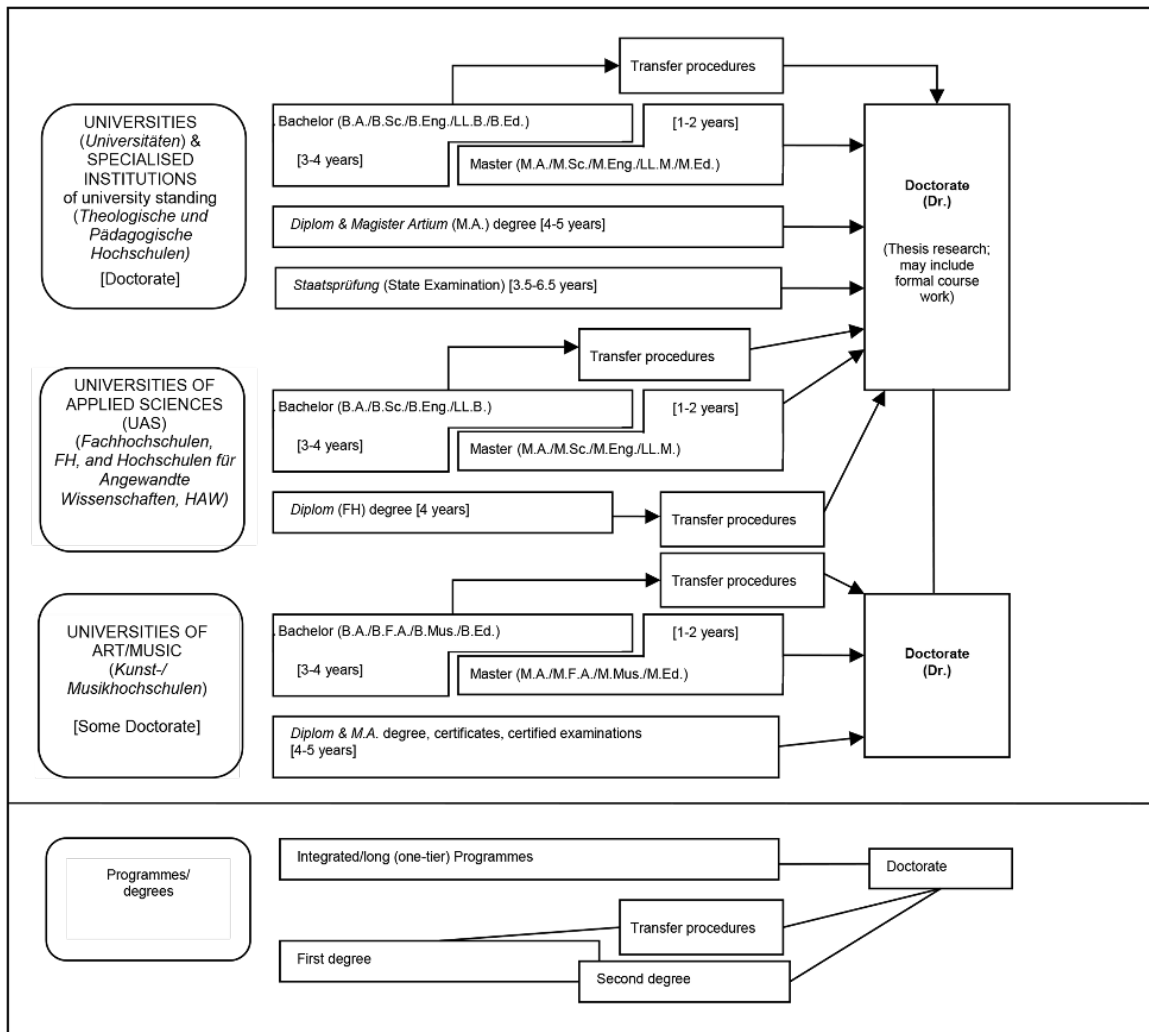 Transfer procedures
UNIVERSITIES
(Universitäten) &
SPECIALISED
INSTITUTIONS
of university standing
(Theologische und
Pädagogische
Hochschulen)
[Doctorate]
. Bachelor (B.A./B.Sc./B.Eng./LL.B./B.Ed.)
[3-4 years]
[1-2 years]
Master (M.A./M.Sc./M.Eng./LL.M./M.Ed.)
Diplom & Magister Artium (M.A.) degree [4-5 years]
Staatsprüfung (State Examination) [3.5-6.5 years]
Doctorate
(Dr.)
(Thesis research;
may include
formal course
work)
Transfer procedures
UNIVERSITIES OF
APPLIED SCIENCES
(UAS)
(Fachhochschulen,
FH, and Hochschulen für
Angewandte
Wissenschaften, HAW)
. Bachelor (B.A./B.Sc./B.Eng./LL.B.)
[3-4 years]
[1-2 years]
Master (M.A./M.Sc./M.Eng./LL.M.)
Diplom (FH) degree [4 years]
Transfer procedures
Transfer procedures
UNIVERSITIES OF
ART/MUSIC
(Kunst-/
Musikhochschulen)
[Some Doctorate]
. Bachelor (B.A./B.F.A./B.Mus./B.Ed.)
[3-4 years]
[1-2 years]
Master (M.A./M.F.A./M.Mus./M.Ed.)
Diplom & M.A. degree, certificates, certified examinations
[4-5 years]
Doctorate
(Dr.)
Programmes/
degrees
Integrated/long (one-tier) Programmes
Doctorate
Transfer procedures
First degree
Second degree